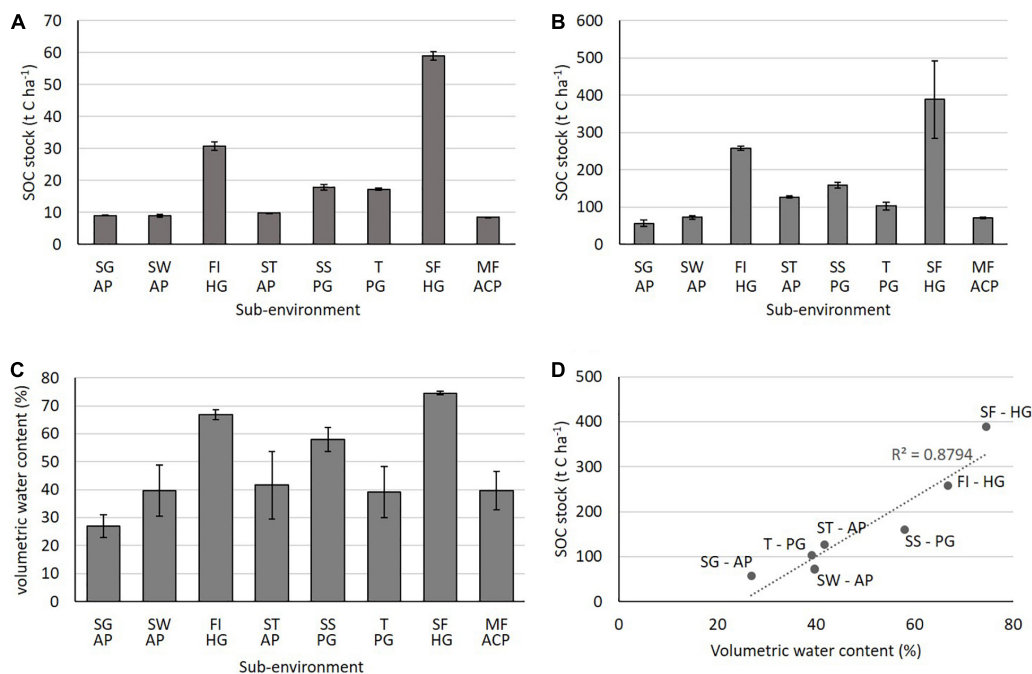 A
SOC stock (t C ha⁻¹)
70
60
50
40
30
20
10
0
SG SW FI ST SS T SF MF
AP AP HG AP PG PG HG ACP
Sub-environment
B
SOC stock (t C ha⁻¹)
600
500
400
300
200
100
0
SG SW FI ST SS T SF MF
AP AP HG AP PG PG HG ACP
Sub-environment
C
volumetric water content (%)
80
70
60
50
40
30
20
10
0
SG SW FI ST SS T SF MF
AP AP HG AP PG PG HG ACP
Sub-environment
D
SOC stock (t C ha⁻¹)
500
400
300
200
100
0
SF - HG
R² = 0.8794
FI - HG
ST - AP
T - PG
SS - PG
SG - AP
SW - AP
0 20 40 60 80
Volumetric water content (%)